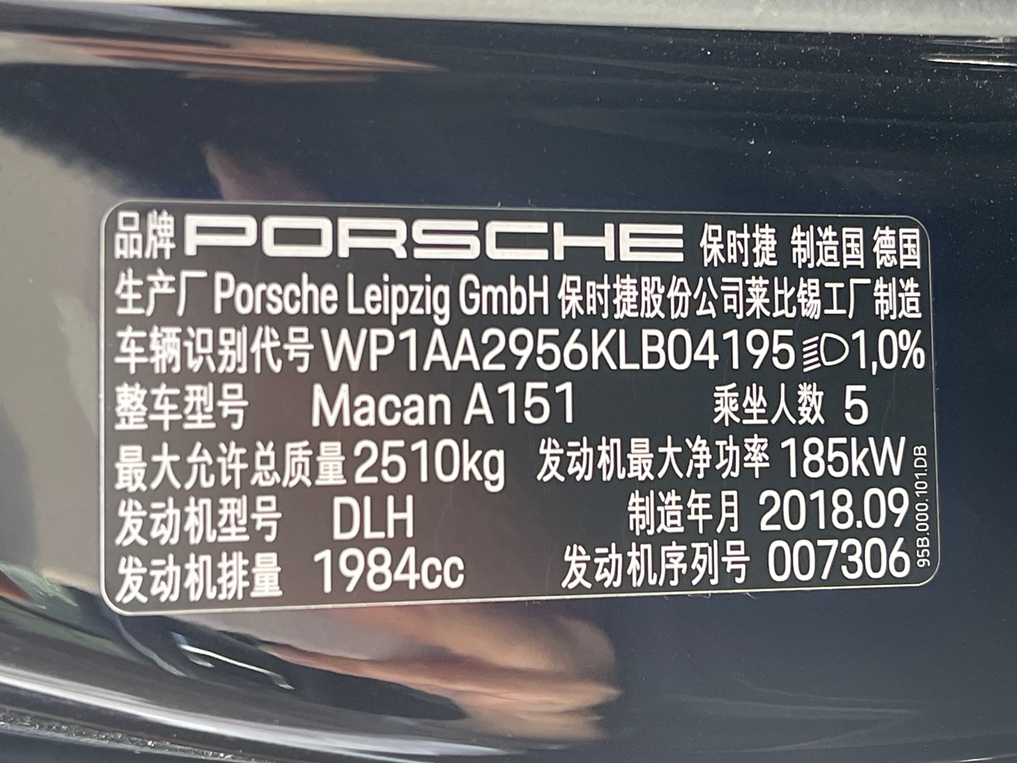 品牌 PORSCHE 保时捷 制造国 德国
生产厂 Porsche Leipzig GmbH 保时捷股份公司莱比锡工厂制造
车辆识别代号 WP1AA2956KLB04195 1,0%
整车型号 Macan A151 乘坐人数 5
最大允许总质量 2510kg 发动机最大净功率 185kW
发动机型号 DLH 制造年月 2018.09
发动机排量 1984cc 发动机序列号 007306
95B.000.101.DB